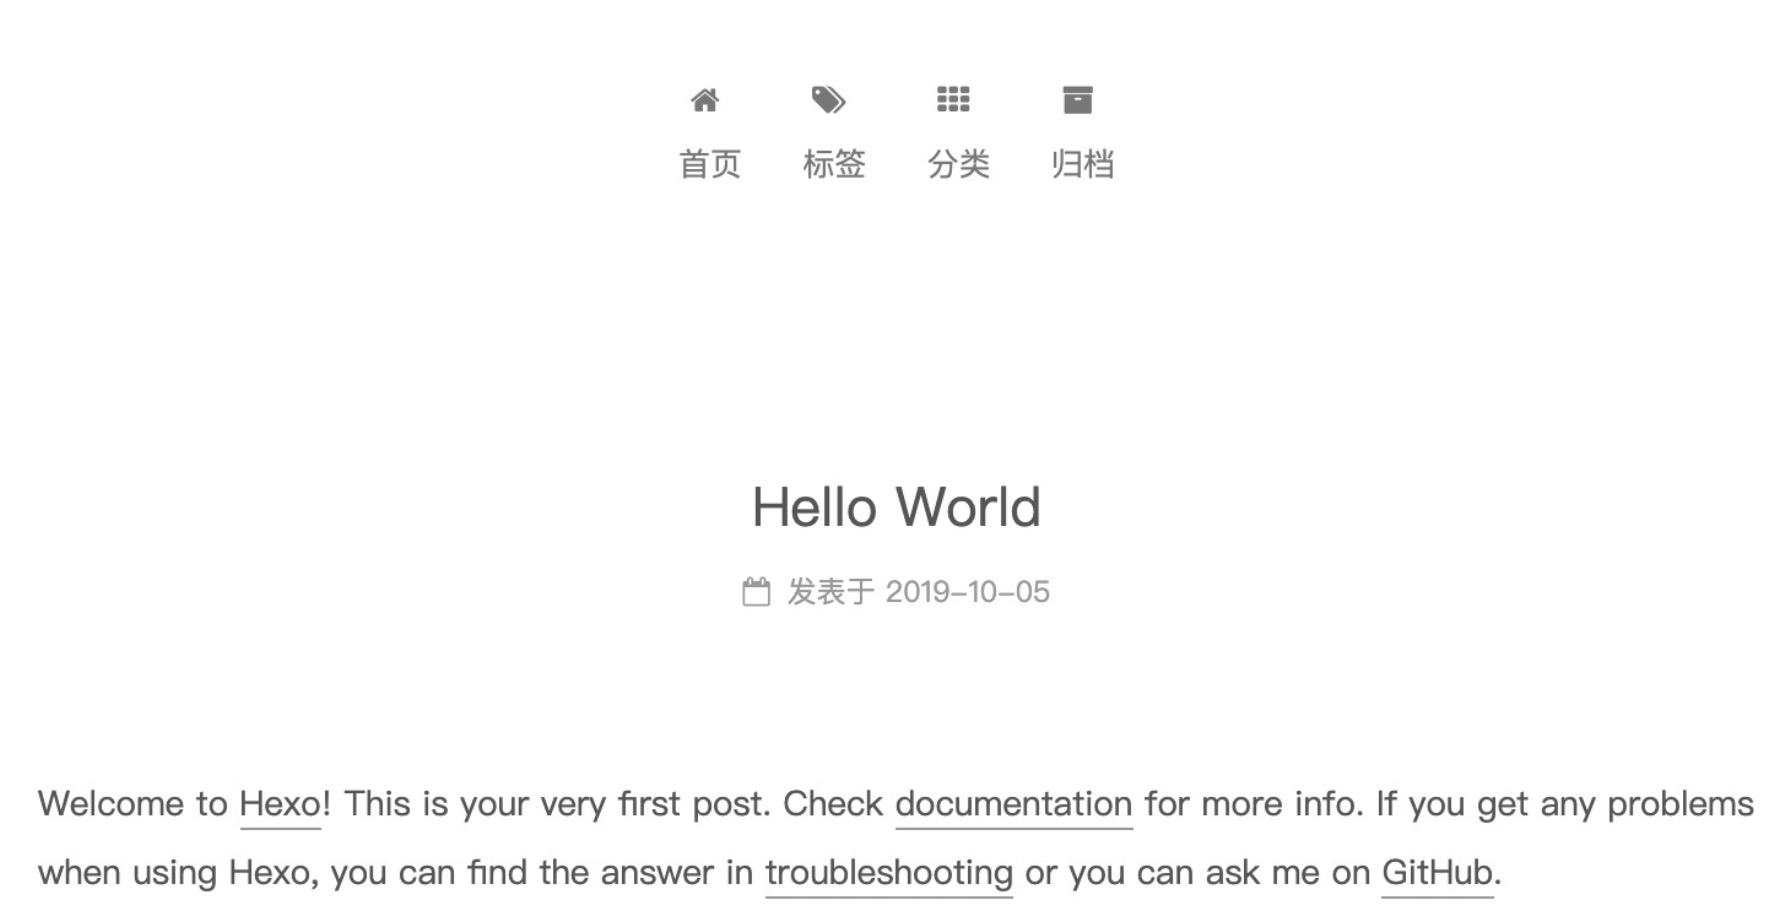 首页 标签 分类 归档
Hello World
发表于 2019-10-05
Welcome to Hexo! This is your very first post. Check documentation for more info. If you get any problems
when using Hexo, you can find the answer in troubleshooting or you can ask me on GitHub.